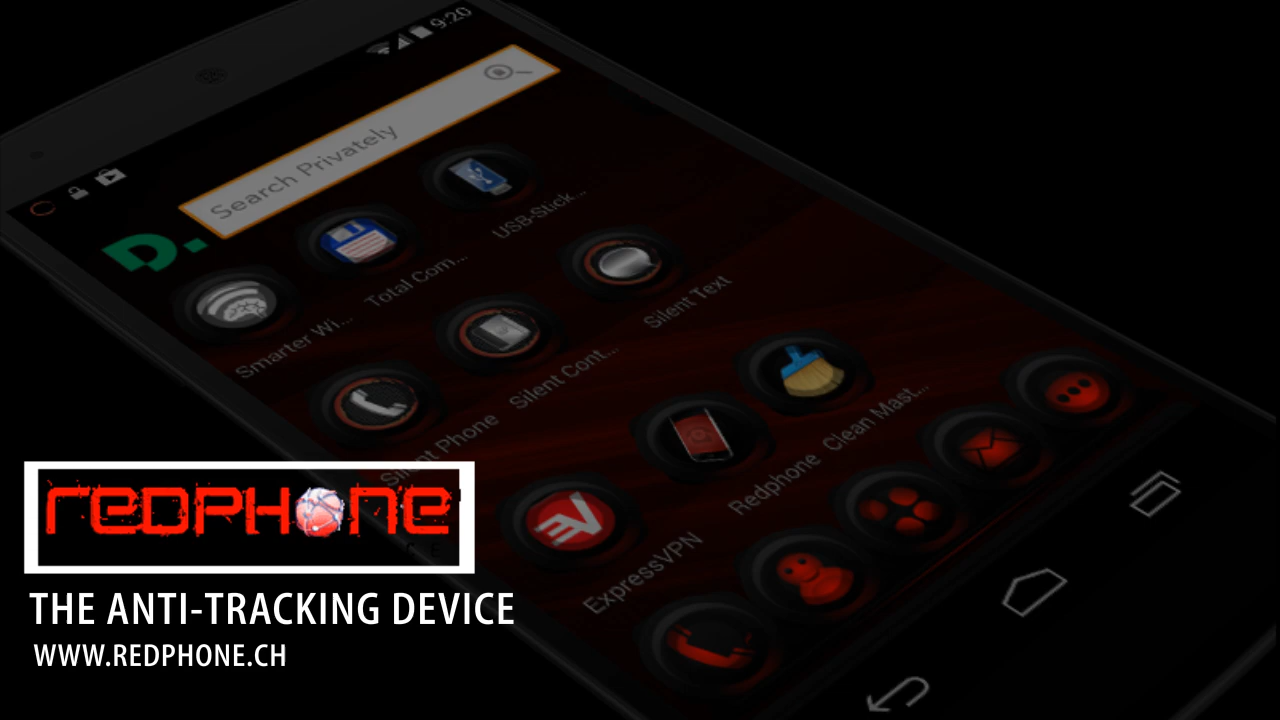 9:20
Search Privately
D.
USB-Stick...
Total Com...
Smarter Wi...
Silent Text
Silent Cont...
Silent Phone
Clean Mast...
Redphone
ExpressVPN
REDPHONE
THE ANTI-TRACKING DEVICE
WWW.REDPHONE.CH